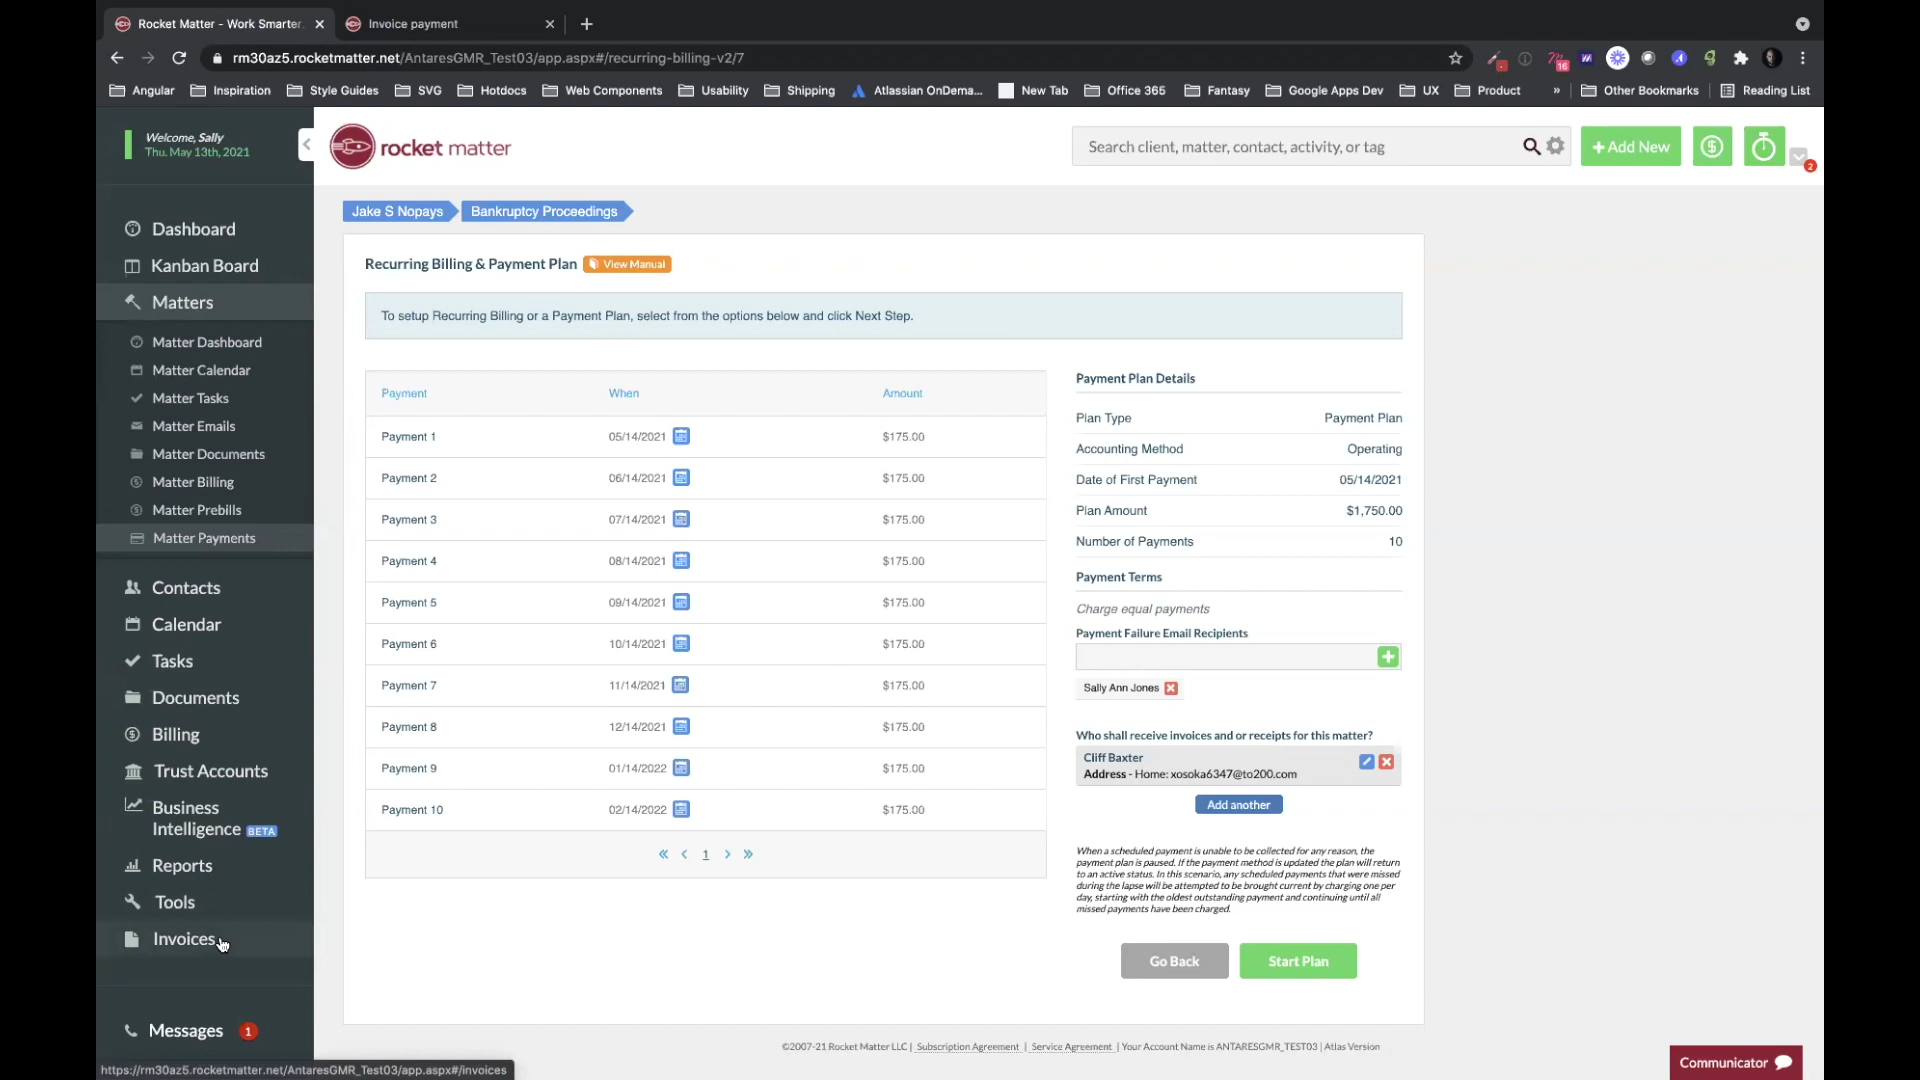 Rocket Matter - Work Smarter.
Invoice payment
rm30az5.rocketmatter.net/AntaresGMR_Test03/app.aspx#/recurring-billing-v2/7
16
Angular
Inspiration
Style Guides
SVG
Hotdocs
Web Components
Usability
Shipping
Atlassian OnDema...
New Tab
Office 365
Fantasy
Google Apps Dev
UX
Product
»
Other Bookmarks
Reading List
Welcome, Sally
Thu. May 13th, 2021
rocket matter
Search client, matter, contact, activity, or tag
+ Add New
2
Dashboard
Kanban Board
Matters
Matter Dashboard
Matter Calendar
Matter Tasks
Matter Emails
Matter Documents
Matter Billing
Matter Prebills
Matter Payments
Contacts
Calendar
Tasks
Documents
Billing
Trust Accounts
Business
Intelligence BETA
Reports
Tools
Invoices
Messages 1
https://rm30az5.rocketmatter.net/AntaresGMR_Test03/app.aspx#/invoices
Jake S Nopays
Bankruptcy Proceedings
Recurring Billing & Payment Plan
View Manual
To setup Recurring Billing or a Payment Plan, select from the options below and click Next Step.
Payment When Amount
Payment 1 05/14/2021 $175.00
Payment 2 06/14/2021 $175.00
Payment 3 07/14/2021 $175.00
Payment 4 08/14/2021 $175.00
Payment 5 09/14/2021 $175.00
Payment 6 10/14/2021 $175.00
Payment 7 11/14/2021 $175.00
Payment 8 12/14/2021 $175.00
Payment 9 01/14/2022 $175.00
Payment 10 02/14/2022 $175.00
« ‹ 1 › »
Payment Plan Details
Plan Type Payment Plan
Accounting Method Operating
Date of First Payment 05/14/2021
Plan Amount $1,750.00
Number of Payments 10
Payment Terms
Charge equal payments
Payment Failure Email Recipients
Sally Ann Jones
Who shall receive invoices and or receipts for this matter?
Cliff Baxter
Address - Home: xosoka6347@to200.com
Add another
When a scheduled payment is unable to be collected for any reason, the
payment plan is paused. If the payment method is updated the plan will return
to an active status. In this scenario, any scheduled payments that were missed
during the lapse will be attempted to be brought current by charging one per
day, starting with the oldest outstanding payment and continuing until all
missed payments have been charged.
Go Back
Start Plan
©2007-21 Rocket Matter LLC | Subscription Agreement | Service Agreement | Your Account Name is ANTARESGMR_TEST03 | Atlas Version
Communicator